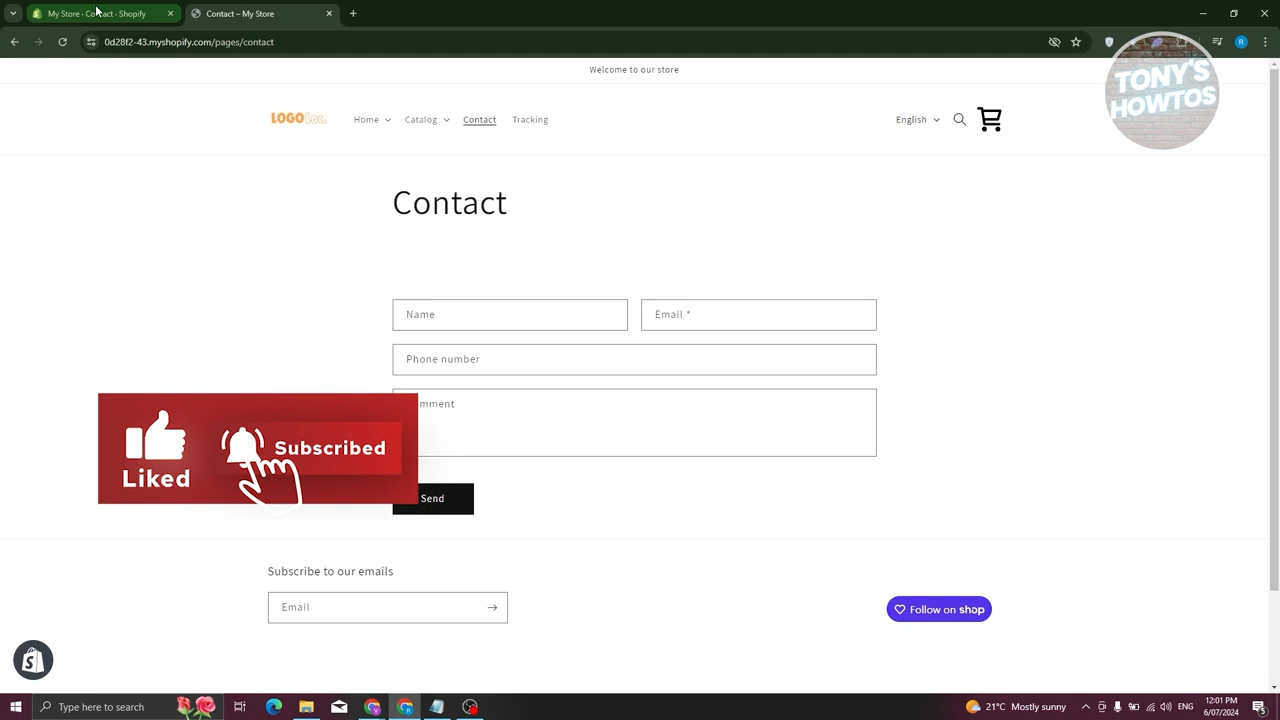 My Store - Contact - Shopify
Contact – My Store
0d28f2-43.myshopify.com/pages/contact
R
Welcome to our store
TONY'S
HOWTOS
LOGO Loc.
Home
Catalog
Contact
Tracking
English
Contact
Name
Email *
Phone number
mment
Liked
Subscribed
Send
Subscribe to our emails
Email
Follow on shop
Type here to search
21°C Mostly sunny
12:01 PM
6/07/2024